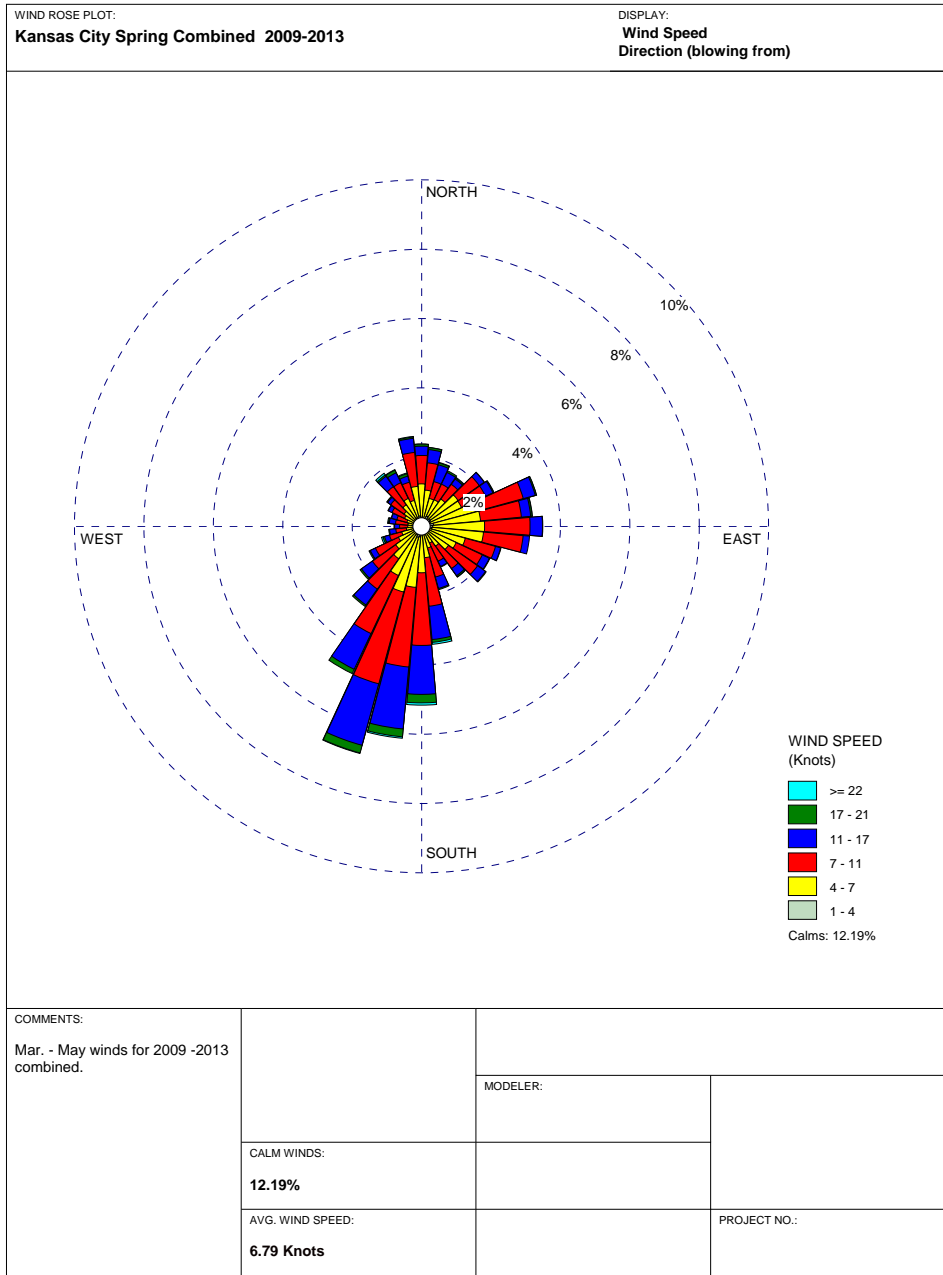 WIND ROSE PLOT:
Kansas City Spring Combined  2009-2013
DISPLAY:
Wind Speed
Direction (blowing from)
NORTH
10%
8%
6%
4%
2%
WEST
EAST
SOUTH
WIND SPEED
(Knots)
>= 22
17 - 21
11 - 17
7 - 11
4 - 7
1 - 4
Calms: 12.19%
COMMENTS:
Mar. - May winds for 2009 -2013
combined.
MODELER:
CALM WINDS:
12.19%
AVG. WIND SPEED:
6.79 Knots
PROJECT NO.: